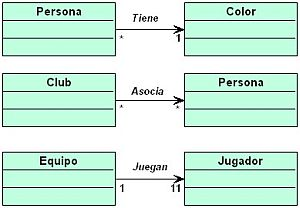 Persona Tiene Color
* 1
Club Asocia Persona
* *
Equipo Juegan Jugador
1 11